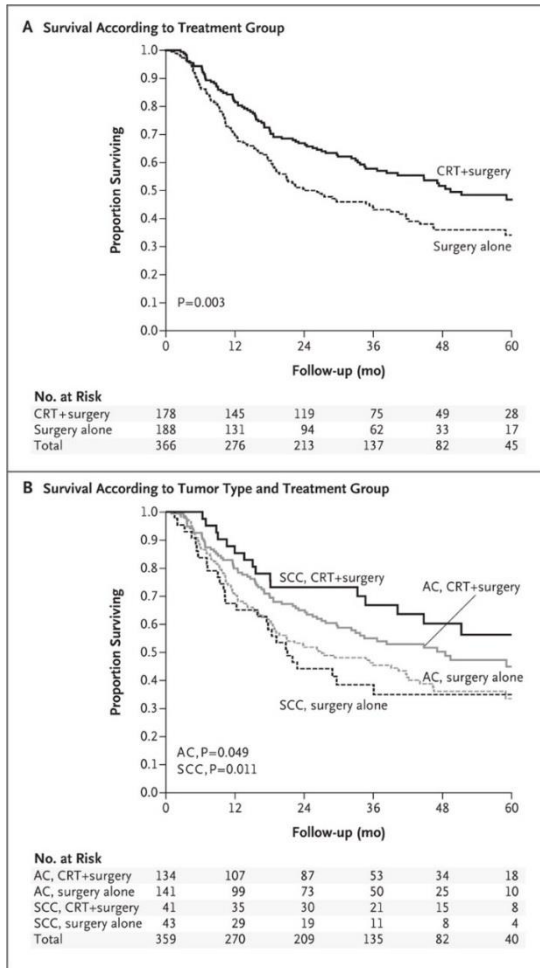 A Survival According to Treatment Group
1.0
0.9
0.8
0.7
0.6
0.5
0.4
0.3
0.2
0.1
0.0
Proportion Surviving
CRT+surgery
Surgery alone
P=0.003
0 12 24 36 48 60
Follow-up (mo)
No. at Risk
CRT+surgery 178 145 119 75 49 28
Surgery alone 188 131 94 62 33 17
Total 366 276 213 137 82 45
B Survival According to Tumor Type and Treatment Group
1.0
0.9
0.8
0.7
0.6
0.5
0.4
0.3
0.2
0.1
0.0
Proportion Surviving
SCC, CRT+surgery
AC, CRT+surgery
AC, surgery alone
SCC, surgery alone
AC, P=0.049
SCC, P=0.011
0 12 24 36 48 60
Follow-up (mo)
No. at Risk
AC, CRT+surgery 134 107 87 53 34 18
AC, surgery alone 141 99 73 50 25 10
SCC, CRT+surgery 41 35 30 21 15 8
SCC, surgery alone 43 29 19 11 8 4
Total 359 270 209 135 82 40